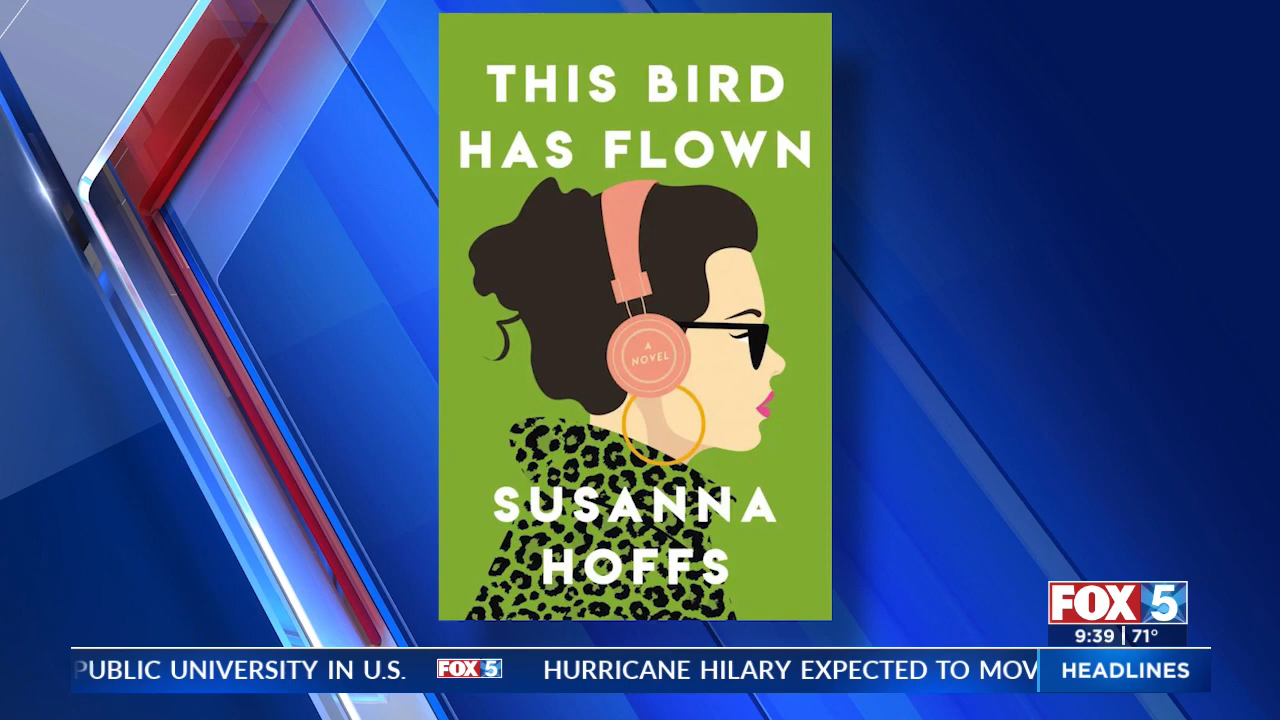 THIS BIRD
HAS FLOWN
A
NOVEL
SUSANNA
HOFFS
FOX 5
9:39 | 71°
PUBLIC UNIVERSITY IN U.S. FOX 5 HURRICANE HILARY EXPECTED TO MOV
HEADLINES